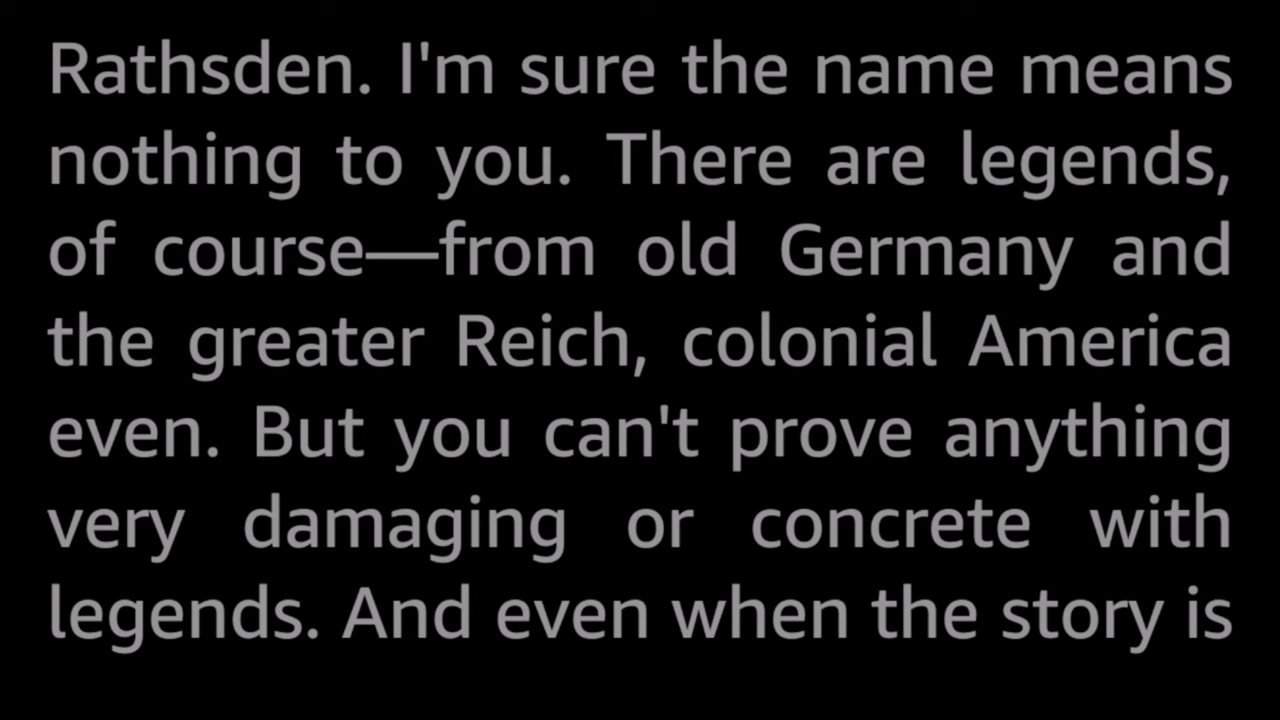 Rathsden. I'm sure the name means
nothing to you. There are legends,
of course—from old Germany and
the greater Reich, colonial America
even. But you can't prove anything
very damaging or concrete with
legends. And even when the story is